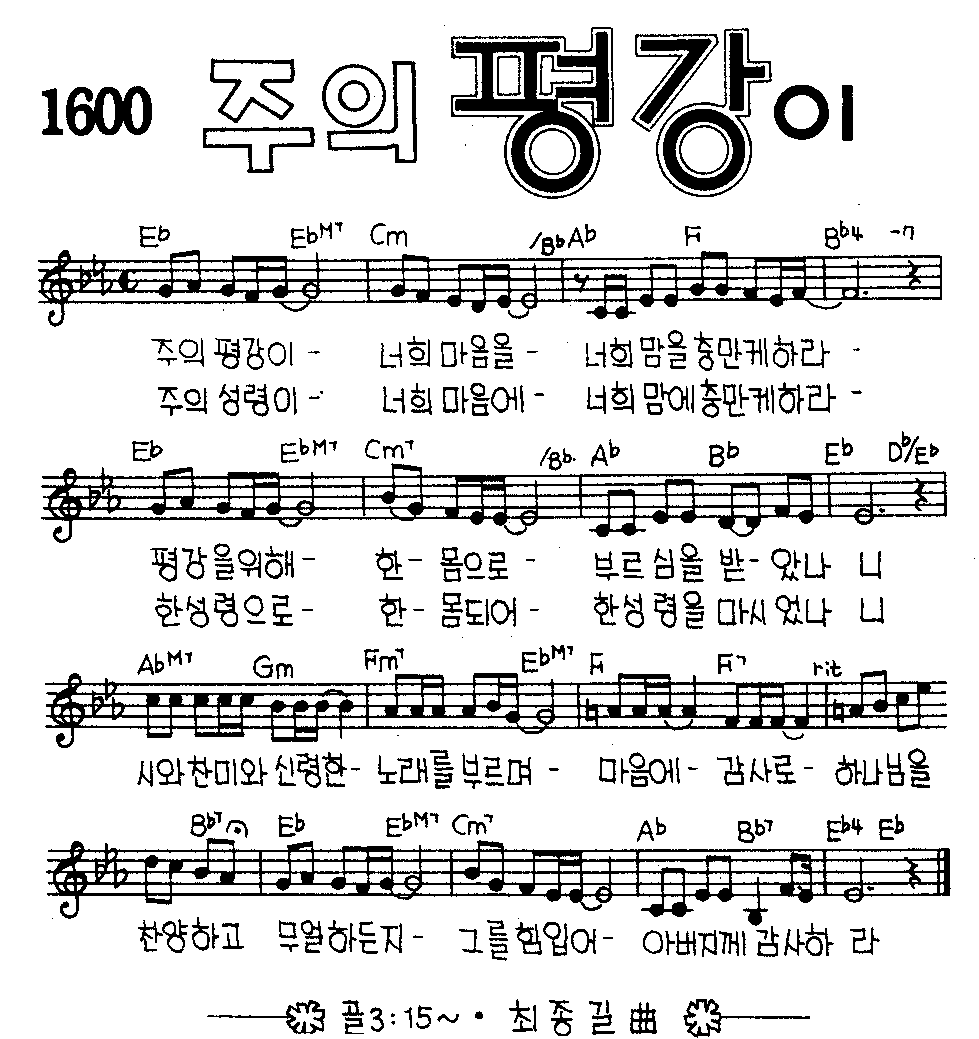 1600 주의 평강이
Eb EbM7 Cm /Bb Ab F Bb4 -7
주의 평강이 - 너희 마음을 - 너희 맘을 충만케하라 -
주의 성령이 - 너희 마음에 - 너희 맘에 충만케하라 -
Eb EbM7 Cm7 /Bb Ab Bb Eb Db/Eb
평강을위해 - 한 - 몸으로 - 부르심을 받 - 았나 니
한성령으로 - 한 - 몸되어 - 한성령을 마시었나 니
AbM7 Gm Fm7 EbM7 F F7 rit
시와찬미와 신령한 - 노래를 부르며 - 마음에 - 감사로 - 하나님을
Bb7 Eb EbM7 Cm7 Ab Bb7 Eb4 Eb
찬양하고 무얼하든지 - 그를힘입어 - 아버지께 감사하 라
골3:15~ • 최종길 曲